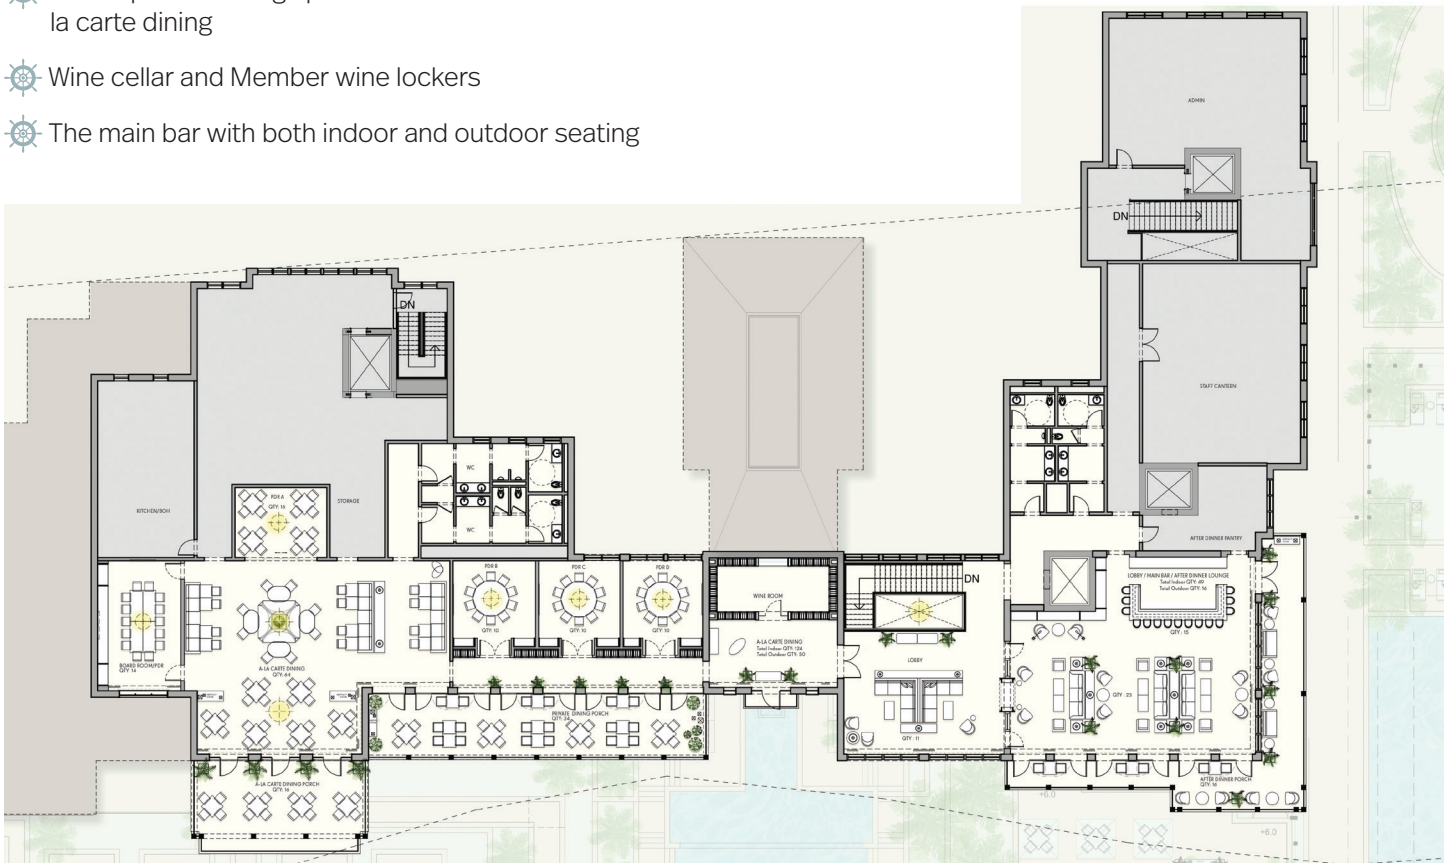 la carte dining
Wine cellar and Member wine lockers
The main bar with both indoor and outdoor seating
ADMIN
DN
STAFF CANTEEN
DN
KITCHEN/BOH
STORAGE
PDR A
QTY: 16
WC
WC
AFTER DINNER PANTRY
BOARD ROOM/PDR
QTY: 14
A-LA CARTE DINING
QTY: 64
PDR B
QTY: 10
PDR C
QTY: 10
PDR D
QTY: 10
WINE ROOM
A-LA CARTE DINING
Total Indoor QTY: 124
Total Outdoor QTY: 50
DN
LOBBY
QTY : 11
LOBBY / MAIN BAR / AFTER DINNER LOUNGE
Total Indoor QTY: 49
Total Outdoor QTY: 16
QTY : 15
QTY : 23
PRIVATE DINING PORCH
QTY: 34
A-LA CARTE DINING PORCH
QTY: 16
AFTER DINNER PORCH
QTY: 16
+6.0
+6.0